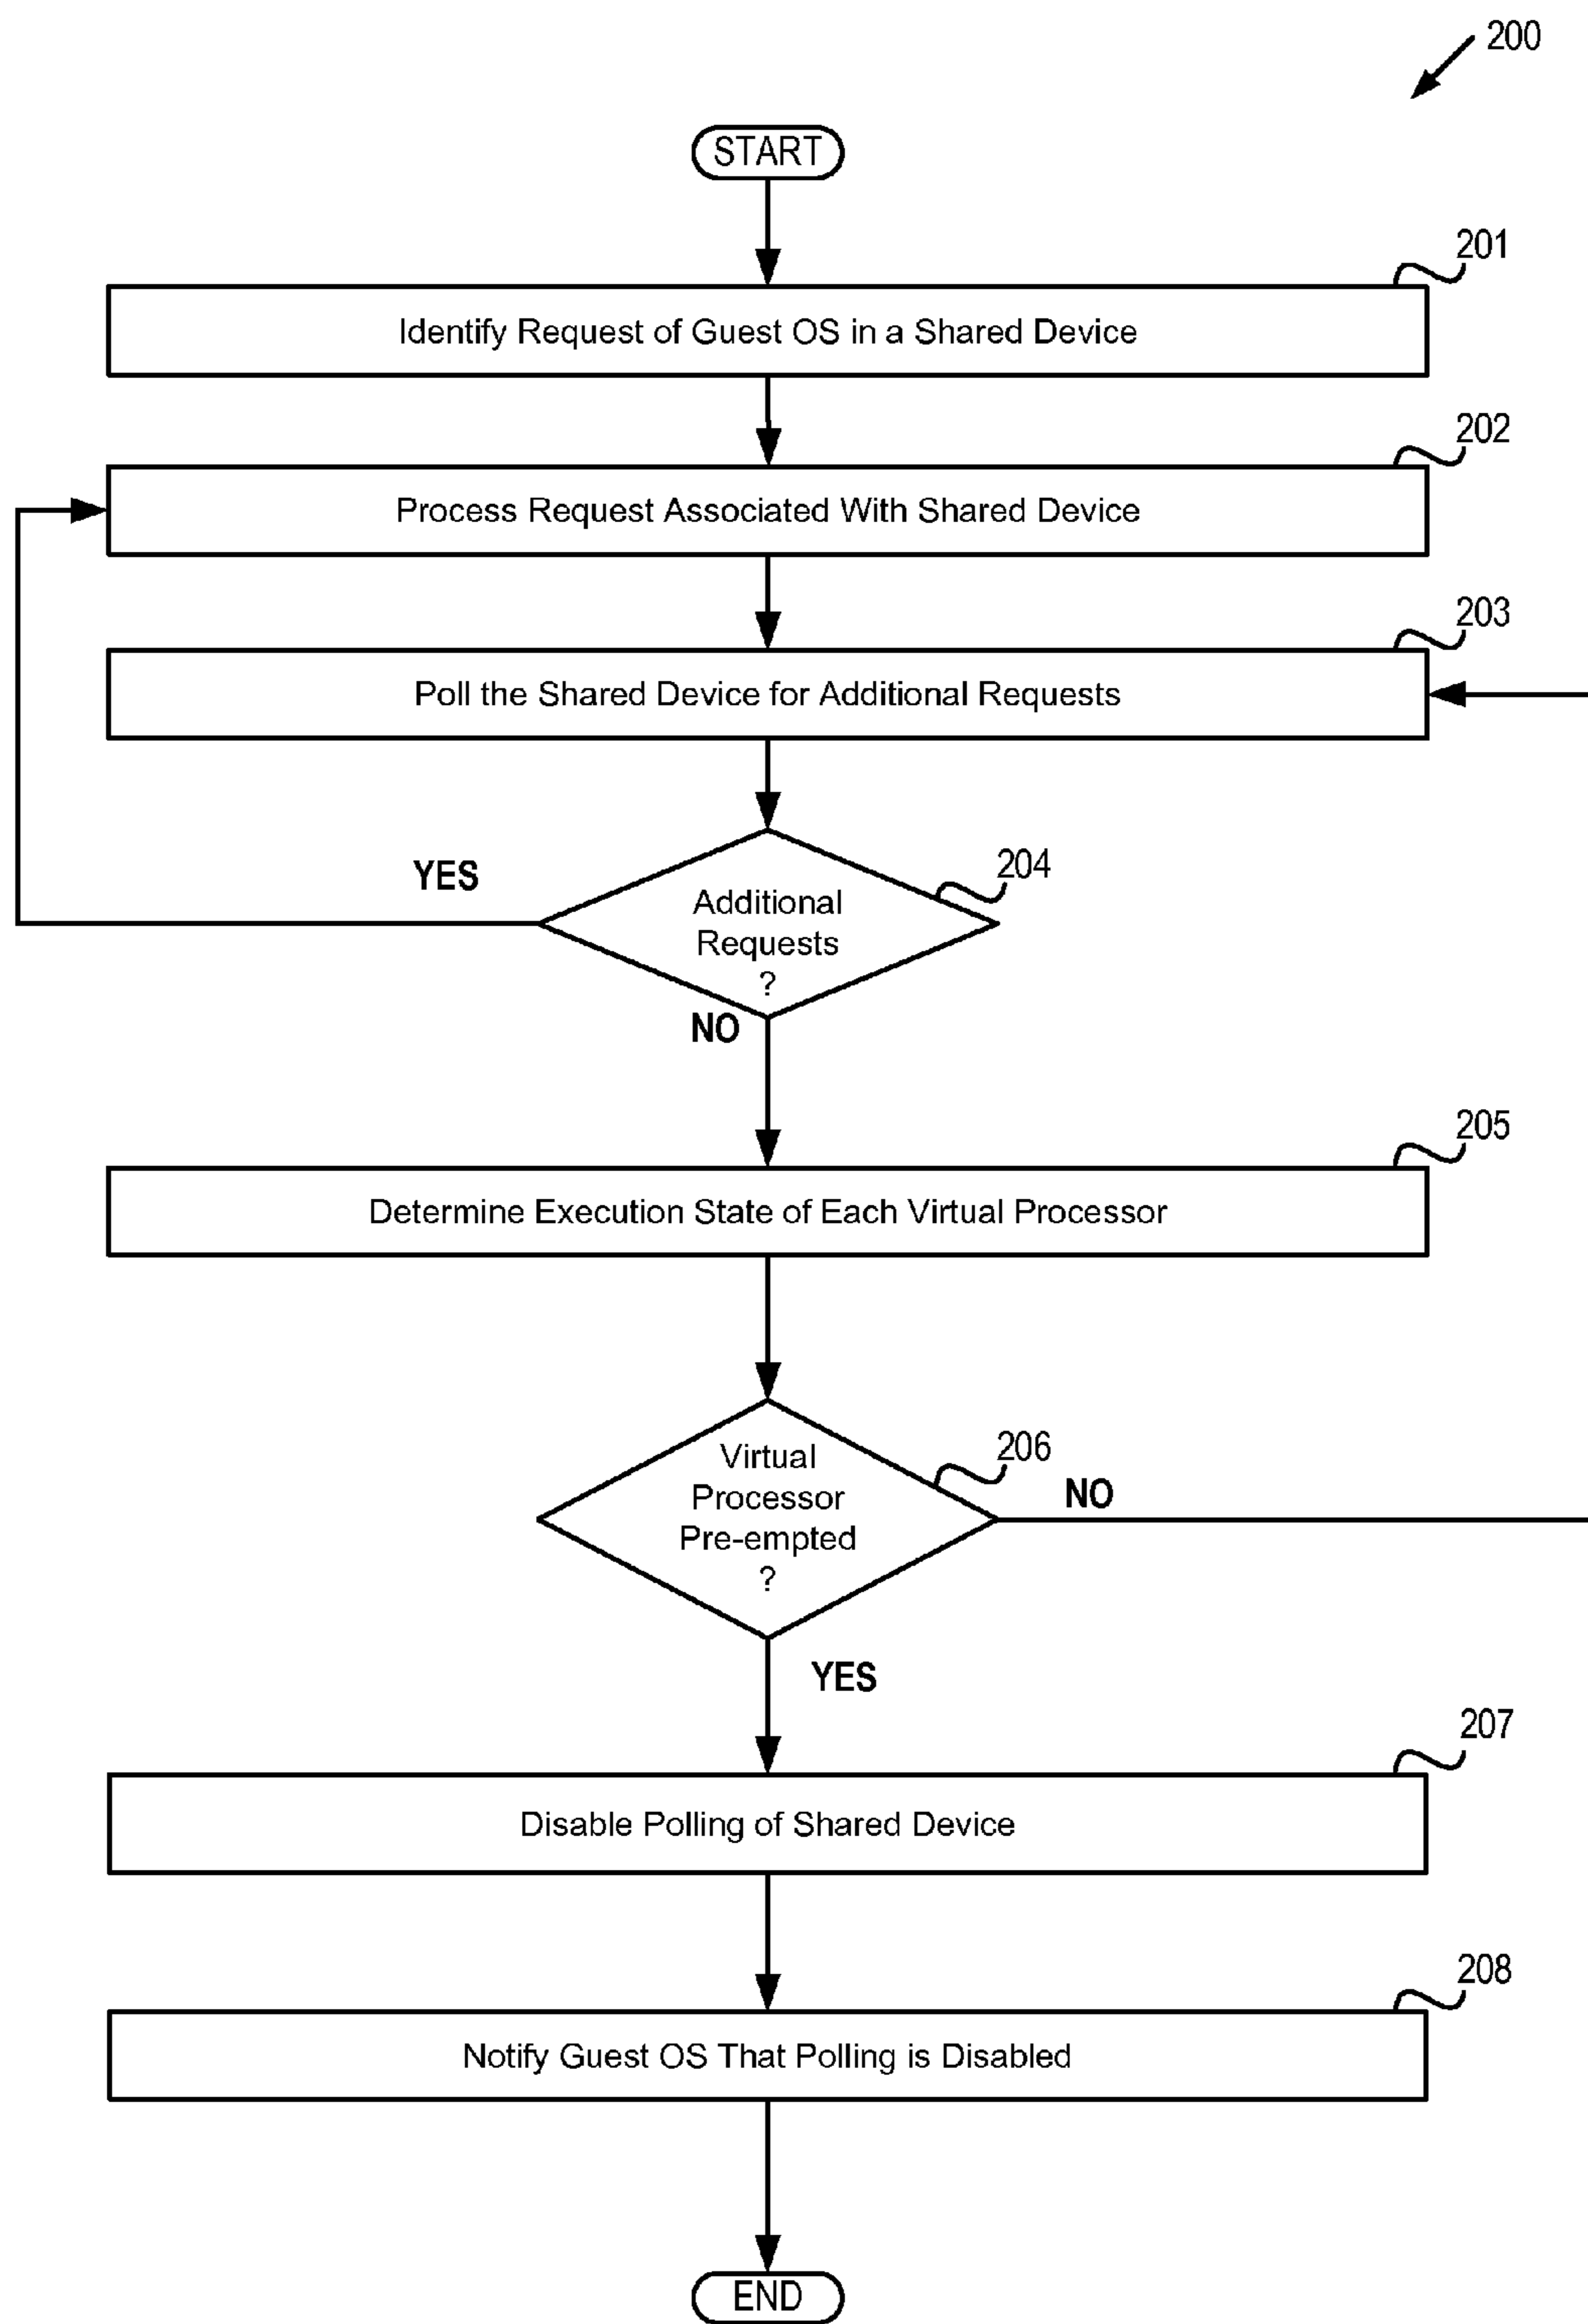 200
START
201
Identify Request of Guest OS in a Shared Device
202
Process Request Associated With Shared Device
203
Poll the Shared Device for Additional Requests
204
YES
Additional
Requests
?
NO
205
Determine Execution State of Each Virtual Processor
206
Virtual
Processor
Pre-empted
?
NO
YES
207
Disable Polling of Shared Device
208
Notify Guest OS That Polling is Disabled
END